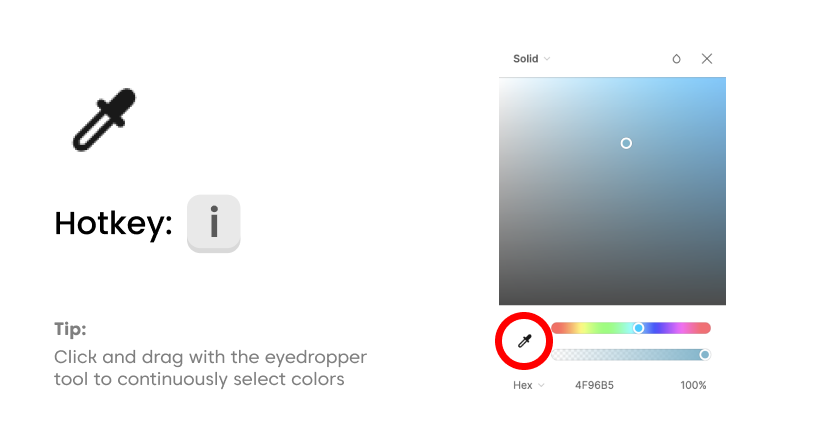 Hotkey: i
Tip:
Click and drag with the eyedropper
tool to continuously select colors
Solid
Hex 4F96B5 100%